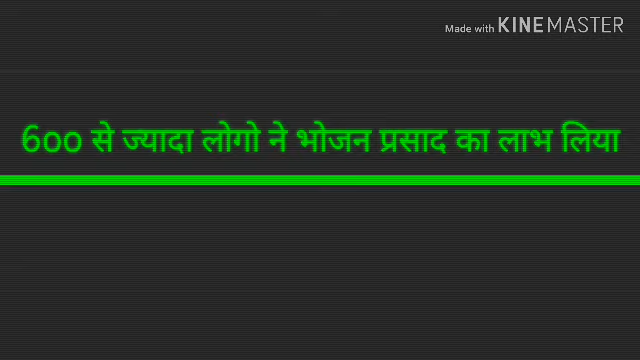 Made with KINEMASTER
600 से ज्यादा लोगो ने भोजन प्रसाद का लाभ लिया